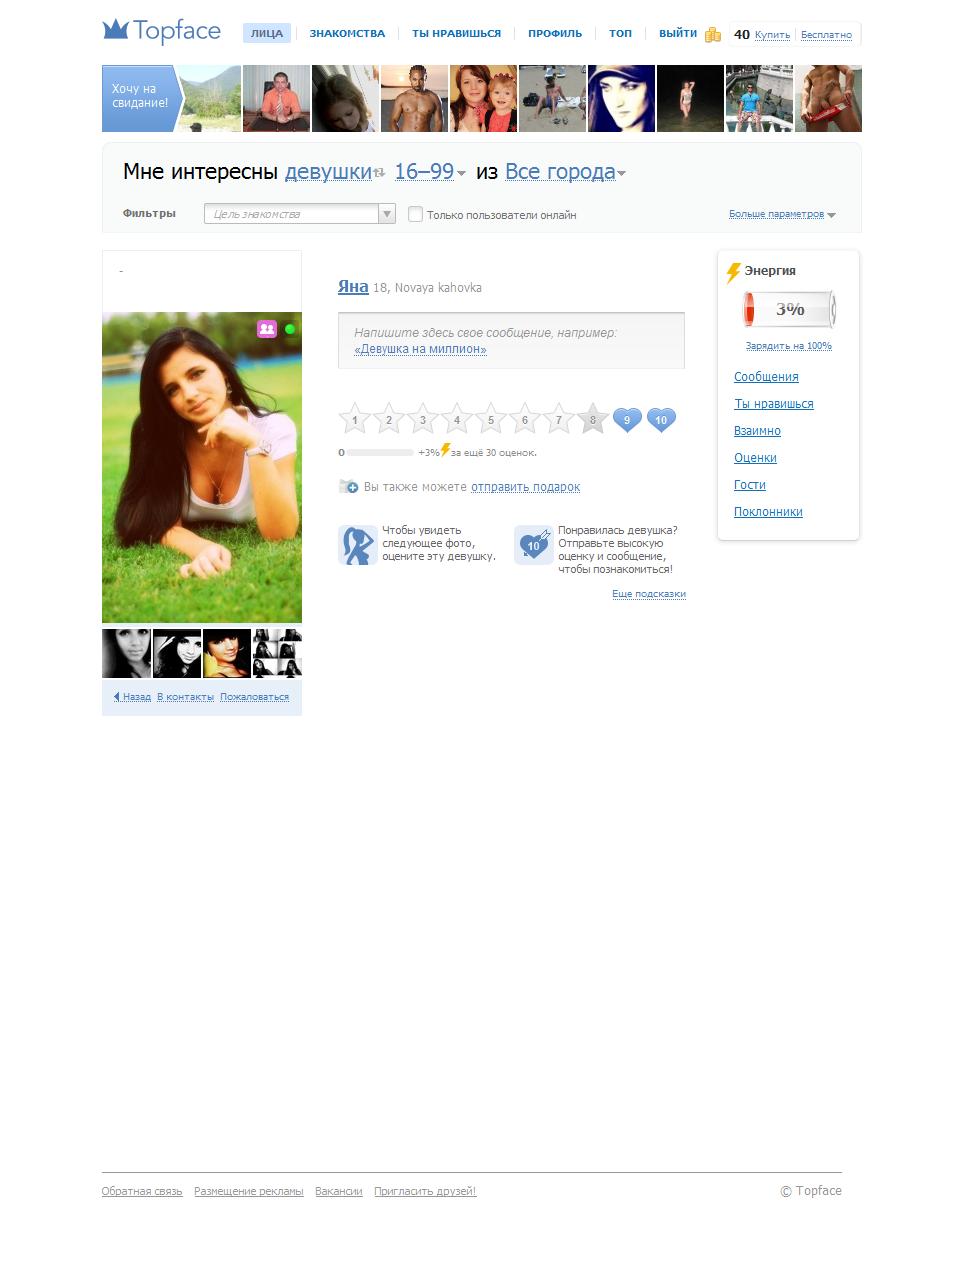 Topface
ЛИЦА
ЗНАКОМСТВА
ТЫ НРАВИШЬСЯ
ПРОФИЛЬ
ТОП
ВЫЙТИ
40 Купить Бесплатно
Хочу на
свидание!
Мне интересны девушки 16–99 из Все города
Фильтры
Цель знакомства
Только пользователи онлайн
Больше параметров
-
Яна 18, Novaya kahovka
Напишите здесь свое сообщение, например:
«Девушка на миллион»
1 2 3 4 5 6 7 8 9 10
0 +3% за ещё 30 оценок.
Вы также можете отправить подарок
Чтобы увидеть
следующее фото,
оцените эту девушку.
10
Понравилась девушка?
Отправьте высокую
оценку и сообщение,
чтобы познакомиться!
Еще подсказки
Назад В контакты Пожаловаться
Энергия
3%
Зарядить на 100%
Сообщения
Ты нравишься
Взаимно
Оценки
Гости
Поклонники
Обратная связь Размещение рекламы Вакансии Пригласить друзей!
© Topface